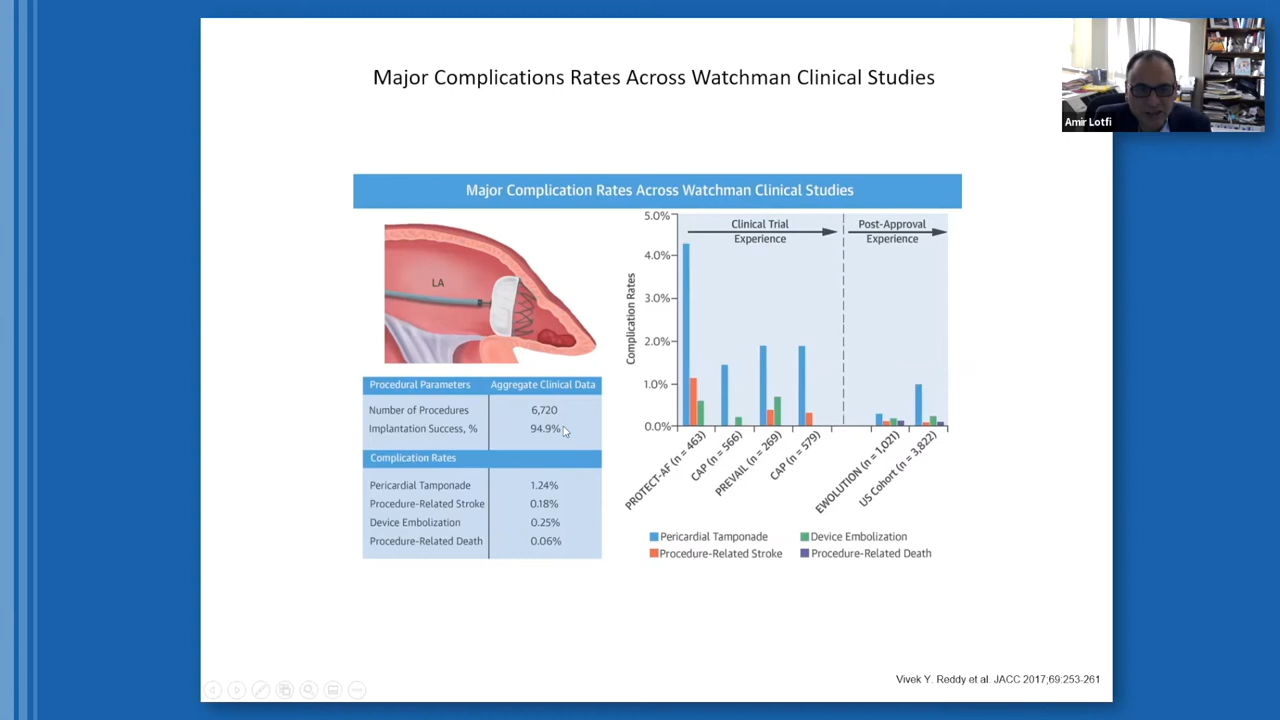 Major Complications Rates Across Watchman Clinical Studies
Amir Lotfi
Major Complication Rates Across Watchman Clinical Studies
LA
Procedural Parameters Aggregate Clinical Data
Number of Procedures 6,720
Implantation Success, % 94.9%
Complication Rates
Pericardial Tamponade 1.24%
Procedure-Related Stroke 0.18%
Device Embolization 0.25%
Procedure-Related Death 0.06%
Complication Rates
5.0%
4.0%
3.0%
2.0%
1.0%
0.0%
Clinical Trial
Experience
Post-Approval
Experience
PROTECT-AF (n = 463)
CAP (n = 566)
PREVAIL (n = 269)
CAP (n = 579)
EWOLUTION (n = 1,021)
US Cohort (n = 3,822)
Pericardial Tamponade
Device Embolization
Procedure-Related Stroke
Procedure-Related Death
Vivek Y. Reddy et al. JACC 2017;69:253-261